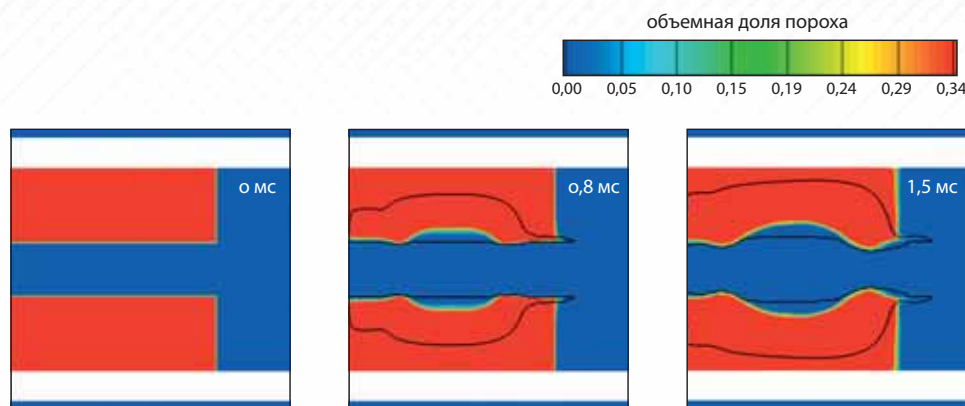 объемная доля пороха
0,00 0,05 0,10 0,15 0,19 0,24 0,29 0,34
0 мс
0,8 мс
1,5 мс